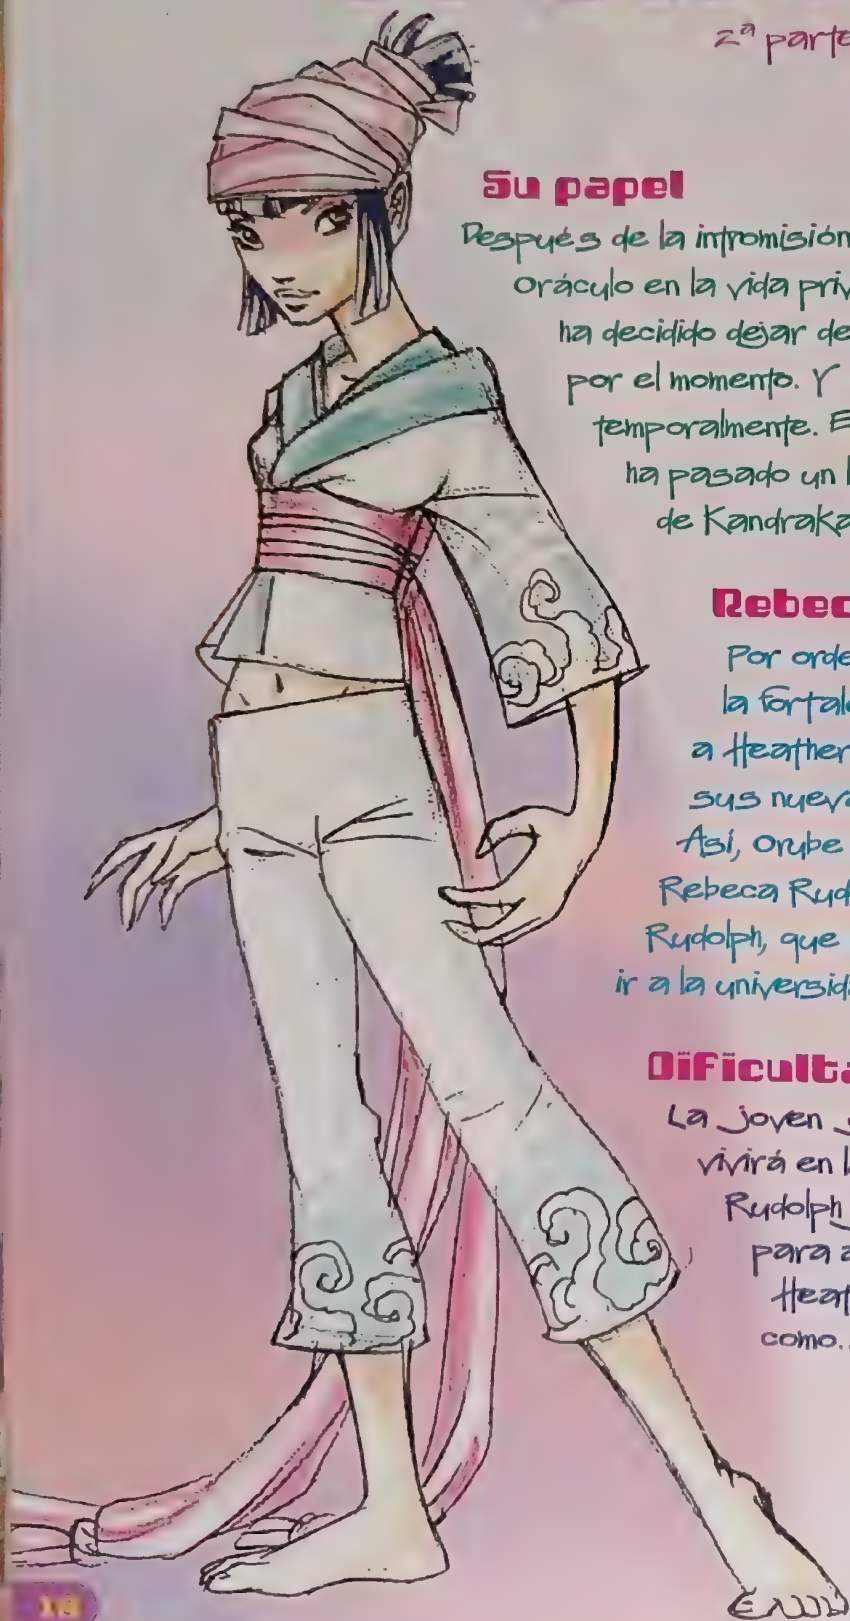 2ª parte
Su papel
Después de la intromisión
oráculo en la vida priv
ha decidido dejar de
por el momento. Y
temporalmente. E
ha pasado un l
de Kandraka
Rebec
Por orde
la fortal
a Heather
sus nueva
Así, Orube
Rebeca Rud
Rudolph, que
ir a la universid
Dificulta
La joven
vivirá en l
Rudolph
para a
Heat
como..